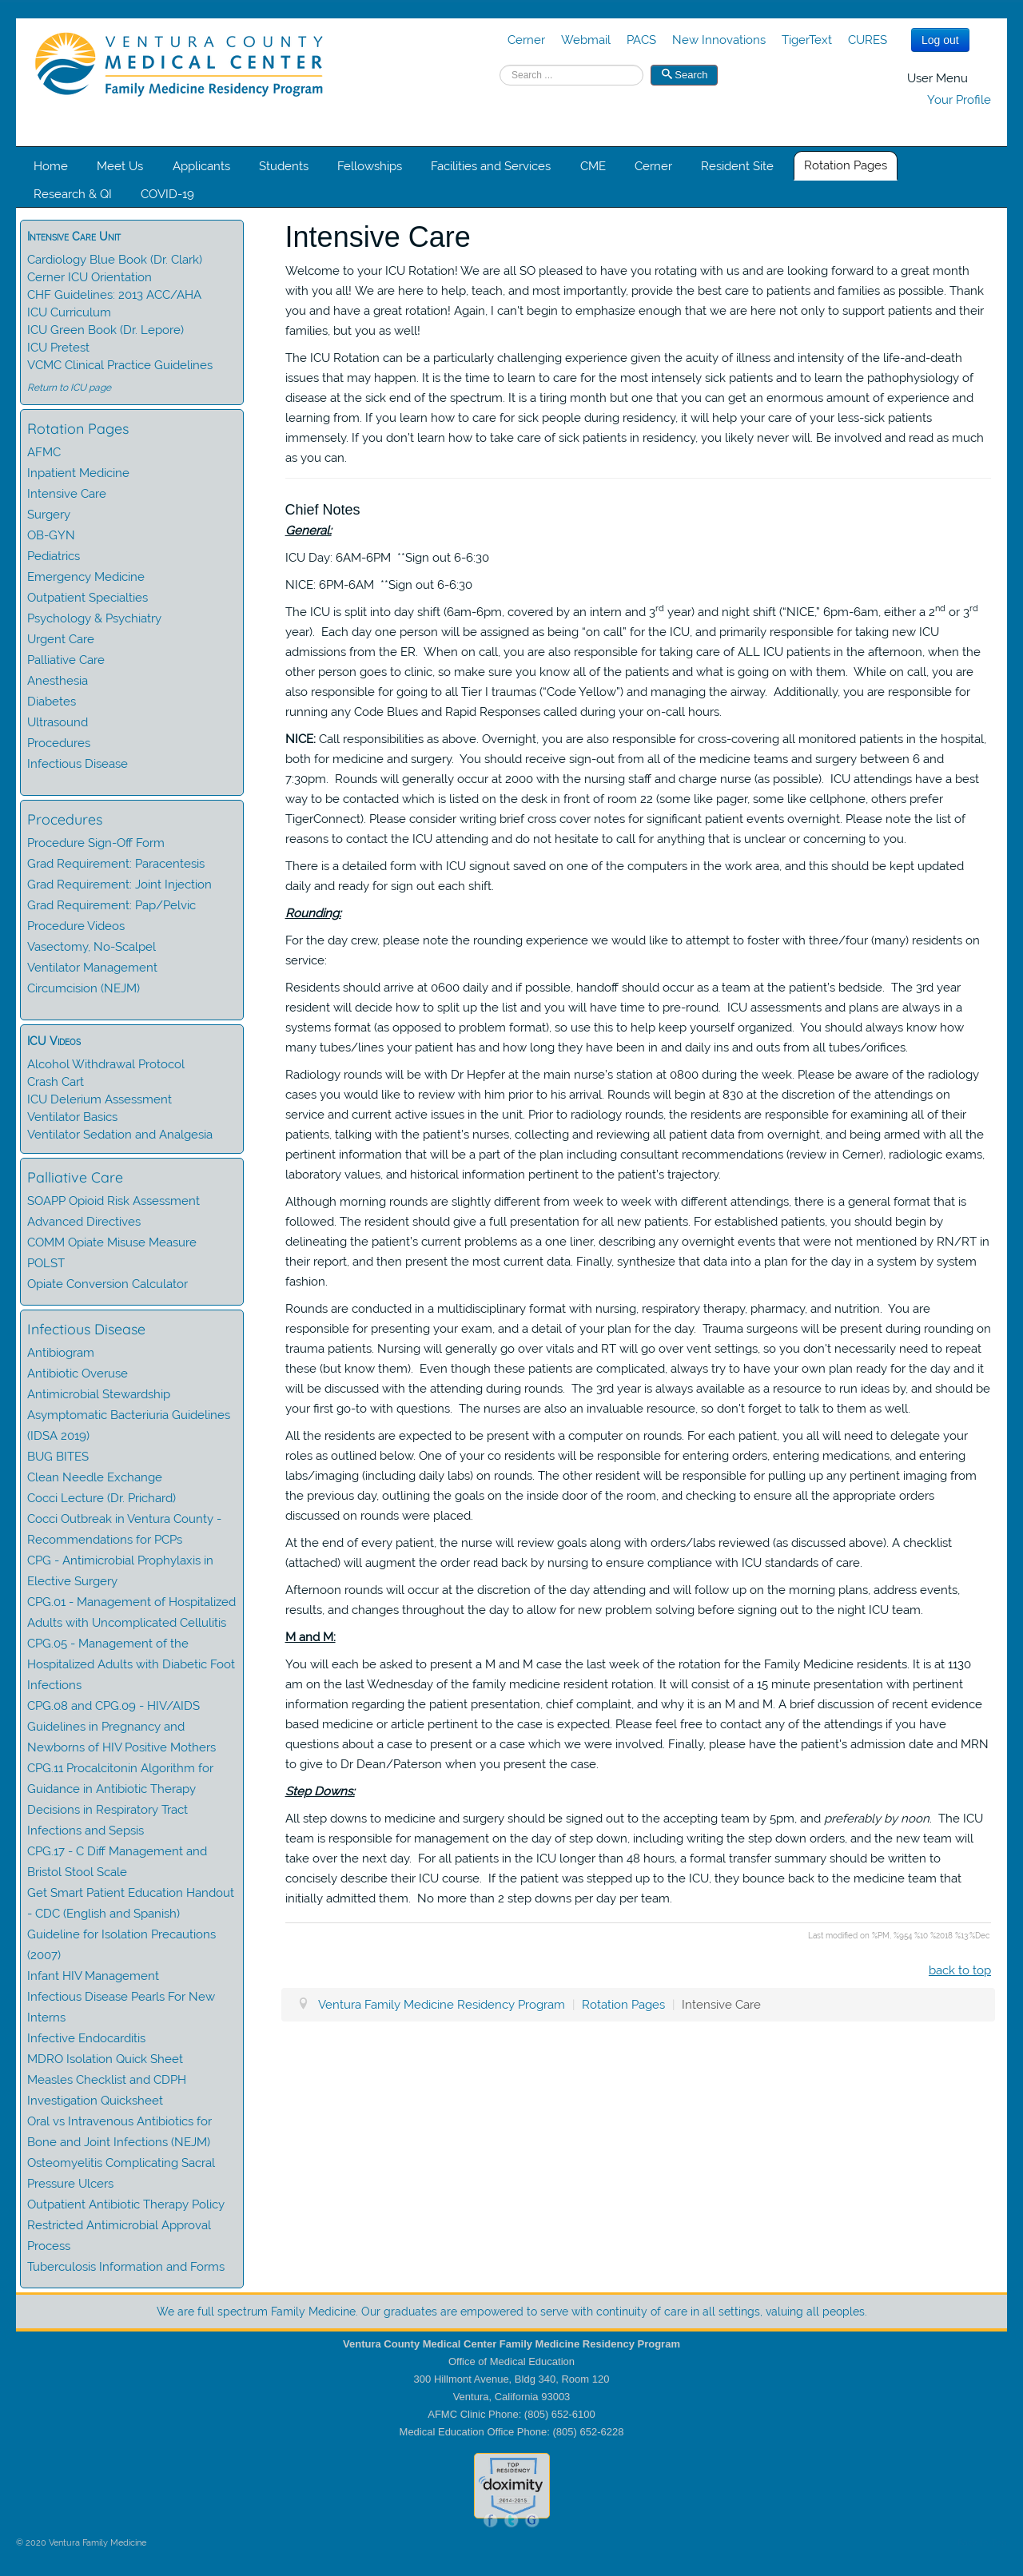 VENTURA COUNTY
MEDICAL CENTER
Family Medicine Residency Program
Cerner Webmail PACS New Innovations TigerText CURES
Log out
Search ...
Search
User Menu
Your Profile
Home Meet Us Applicants Students Fellowships Facilities and Services CME Cerner Resident Site Rotation Pages
Research & QI COVID-19
Intensive Care Unit
Cardiology Blue Book (Dr. Clark)
Cerner ICU Orientation
CHF Guidelines: 2013 ACC/AHA
ICU Curriculum
ICU Green Book (Dr. Lepore)
ICU Pretest
VCMC Clinical Practice Guidelines
Return to ICU page
Rotation Pages
AFMC
Inpatient Medicine
Intensive Care
Surgery
OB-GYN
Pediatrics
Emergency Medicine
Outpatient Specialties
Psychology & Psychiatry
Urgent Care
Palliative Care
Anesthesia
Diabetes
Ultrasound
Procedures
Infectious Disease
Procedures
Procedure Sign-Off Form
Grad Requirement: Paracentesis
Grad Requirement: Joint Injection
Grad Requirement: Pap/Pelvic
Procedure Videos
Vasectomy, No-Scalpel
Ventilator Management
Circumcision (NEJM)
ICU Videos
Alcohol Withdrawal Protocol
Crash Cart
ICU Delerium Assessment
Ventilator Basics
Ventilator Sedation and Analgesia
Palliative Care
SOAPP Opioid Risk Assessment
Advanced Directives
COMM Opiate Misuse Measure
POLST
Opiate Conversion Calculator
Infectious Disease
Antibiogram
Antibiotic Overuse
Antimicrobial Stewardship
Asymptomatic Bacteriuria Guidelines
(IDSA 2019)
BUG BITES
Clean Needle Exchange
Cocci Lecture (Dr. Prichard)
Cocci Outbreak in Ventura County -
Recommendations for PCPs
CPG - Antimicrobial Prophylaxis in
Elective Surgery
CPG.01 - Management of Hospitalized
Adults with Uncomplicated Cellulitis
CPG.05 - Management of the
Hospitalized Adults with Diabetic Foot
Infections
CPG.08 and CPG.09 - HIV/AIDS
Guidelines in Pregnancy and
Newborns of HIV Positive Mothers
CPG.11 Procalcitonin Algorithm for
Guidance in Antibiotic Therapy
Decisions in Respiratory Tract
Infections and Sepsis
CPG.17 - C Diff Management and
Bristol Stool Scale
Get Smart Patient Education Handout
- CDC (English and Spanish)
Guideline for Isolation Precautions
(2007)
Infant HIV Management
Infectious Disease Pearls For New
Interns
Infective Endocarditis
MDRO Isolation Quick Sheet
Measles Checklist and CDPH
Investigation Quicksheet
Oral vs Intravenous Antibiotics for
Bone and Joint Infections (NEJM)
Osteomyelitis Complicating Sacral
Pressure Ulcers
Outpatient Antibiotic Therapy Policy
Restricted Antimicrobial Approval
Process
Tuberculosis Information and Forms
Intensive Care
Welcome to your ICU Rotation! We are all SO pleased to have you rotating with us and are looking forward to a great month
with you all! We are here to help, teach, and most importantly, provide the best care to patients and families as possible. Thank
you and have a great rotation! Again, I can't begin to emphasize enough that we are here not only to support patients and their
families, but you as well!
The ICU Rotation can be a particularly challenging experience given the acuity of illness and intensity of the life-and-death
issues that may happen. It is the time to learn to care for the most intensely sick patients and to learn the pathophysiology of
disease at the sick end of the spectrum. It is a tiring month but one that you can get an enormous amount of experience and
learning from. If you learn how to care for sick people during residency, it will help your care of your less-sick patients
immensely. If you don't learn how to take care of sick patients in residency, you likely never will. Be involved and read as much
as you can.
Chief Notes
General:
ICU Day: 6AM-6PM **Sign out 6-6:30
NICE: 6PM-6AM **Sign out 6-6:30
The ICU is split into day shift (6am-6pm, covered by an intern and 3rd year) and night shift ("NICE," 6pm-6am, either a 2nd or 3rd
year). Each day one person will be assigned as being "on call" for the ICU, and primarily responsible for taking new ICU
admissions from the ER. When on call, you are also responsible for taking care of ALL ICU patients in the afternoon, when the
other person goes to clinic, so make sure you know all of the patients and what is going on with them. While on call, you are
also responsible for going to all Tier I traumas ("Code Yellow") and managing the airway. Additionally, you are responsible for
running any Code Blues and Rapid Responses called during your on-call hours.
NICE: Call responsibilities as above. Overnight, you are also responsible for cross-covering all monitored patients in the hospital,
both for medicine and surgery. You should receive sign-out from all of the medicine teams and surgery between 6 and
7:30pm. Rounds will generally occur at 2000 with the nursing staff and charge nurse (as possible). ICU attendings have a best
way to be contacted which is listed on the desk in front of room 22 (some like pager, some like cellphone, others prefer
TigerConnect). Please consider writing brief cross cover notes for significant patient events overnight. Please note the list of
reasons to contact the ICU attending and do not hesitate to call for anything that is unclear or concerning to you.
There is a detailed form with ICU signout saved on one of the computers in the work area, and this should be kept updated
daily and ready for sign out each shift.
Rounding:
For the day crew, please note the rounding experience we would like to attempt to foster with three/four (many) residents on
service:
Residents should arrive at 0600 daily and if possible, handoff should occur as a team at the patient's bedside. The 3rd year
resident will decide how to split up the list and you will have time to pre-round. ICU assessments and plans are always in a
systems format (as opposed to problem format), so use this to help keep yourself organized. You should always know how
many tubes/lines your patient has and how long they have been in and daily ins and outs from all tubes/orifices.
Radiology rounds will be with Dr Hepfer at the main nurse's station at 0800 during the week. Please be aware of the radiology
cases you would like to review with him prior to his arrival. Rounds will begin at 830 at the discretion of the attendings on
service and current active issues in the unit. Prior to radiology rounds, the residents are responsible for examining all of their
patients, talking with the patient's nurses, collecting and reviewing all patient data from overnight, and being armed with all the
pertinent information that will be a part of the plan including consultant recommendations (review in Cerner), radiologic exams,
laboratory values, and historical information pertinent to the patient's trajectory.
Although morning rounds are slightly different from week to week with different attendings, there is a general format that is
followed. The resident should give a full presentation for all new patients. For established patients, you should begin by
delineating the patient's current problems as a one liner, describing any overnight events that were not mentioned by RN/RT in
their report, and then present the most current data. Finally, synthesize that data into a plan for the day in a system by system
fashion.
Rounds are conducted in a multidisciplinary format with nursing, respiratory therapy, pharmacy, and nutrition. You are
responsible for presenting your exam, and a detail of your plan for the day. Trauma surgeons will be present during rounding on
trauma patients. Nursing will generally go over vitals and RT will go over vent settings, so you don't necessarily need to repeat
these (but know them). Even though these patients are complicated, always try to have your own plan ready for the day and it
will be discussed with the attending during rounds. The 3rd year is always available as a resource to run ideas by, and should be
your first go-to with questions. The nurses are also an invaluable resource, so don't forget to talk to them as well.
All the residents are expected to be present with a computer on rounds. For each patient, you all will need to delegate your
roles as outlined below. One of your co residents will be responsible for entering orders, entering medications, and entering
labs/imaging (including daily labs) on rounds. The other resident will be responsible for pulling up any pertinent imaging from
the previous day, outlining the goals on the inside door of the room, and checking to ensure all the appropriate orders
discussed on rounds were placed.
At the end of every patient, the nurse will review goals along with orders/labs reviewed (as discussed above). A checklist
(attached) will augment the order read back by nursing to ensure compliance with ICU standards of care.
Afternoon rounds will occur at the discretion of the day attending and will follow up on the morning plans, address events,
results, and changes throughout the day to allow for new problem solving before signing out to the night ICU team.
M and M:
You will each be asked to present a M and M case the last week of the rotation for the Family Medicine residents. It is at 1130
am on the last Wednesday of the family medicine resident rotation. It will consist of a 15 minute presentation with pertinent
information regarding the patient presentation, chief complaint, and why it is an M and M. A brief discussion of recent evidence
based medicine or article pertinent to the case is expected. Please feel free to contact any of the attendings if you have
questions about a case to present or a case which we were involved. Finally, please have the patient's admission date and MRN
to give to Dr Dean/Paterson when you present the case.
Step Downs:
All step downs to medicine and surgery should be signed out to the accepting team by 5pm, and preferably by noon. The ICU
team is responsible for management on the day of step down, including writing the step down orders, and the new team will
take over the next day. For all patients in the ICU longer than 48 hours, a formal transfer summary should be written to
concisely describe their ICU course. If the patient was stepped up to the ICU, they bounce back to the medicine team that
initially admitted them. No more than 2 step downs per day per team.
Last modified on %PM, %954 %10 %2018 %13:%Dec
back to top
Ventura Family Medicine Residency Program | Rotation Pages | Intensive Care
We are full spectrum Family Medicine. Our graduates are empowered to serve with continuity of care in all settings, valuing all peoples.
Ventura County Medical Center Family Medicine Residency Program
Office of Medical Education
300 Hillmont Avenue, Bldg 340, Room 120
Ventura, California 93003
AFMC Clinic Phone: (805) 652-6100
Medical Education Office Phone: (805) 652-6228
TOP
RESIDENCY
doximity
2014-2015
f t G
© 2020 Ventura Family Medicine